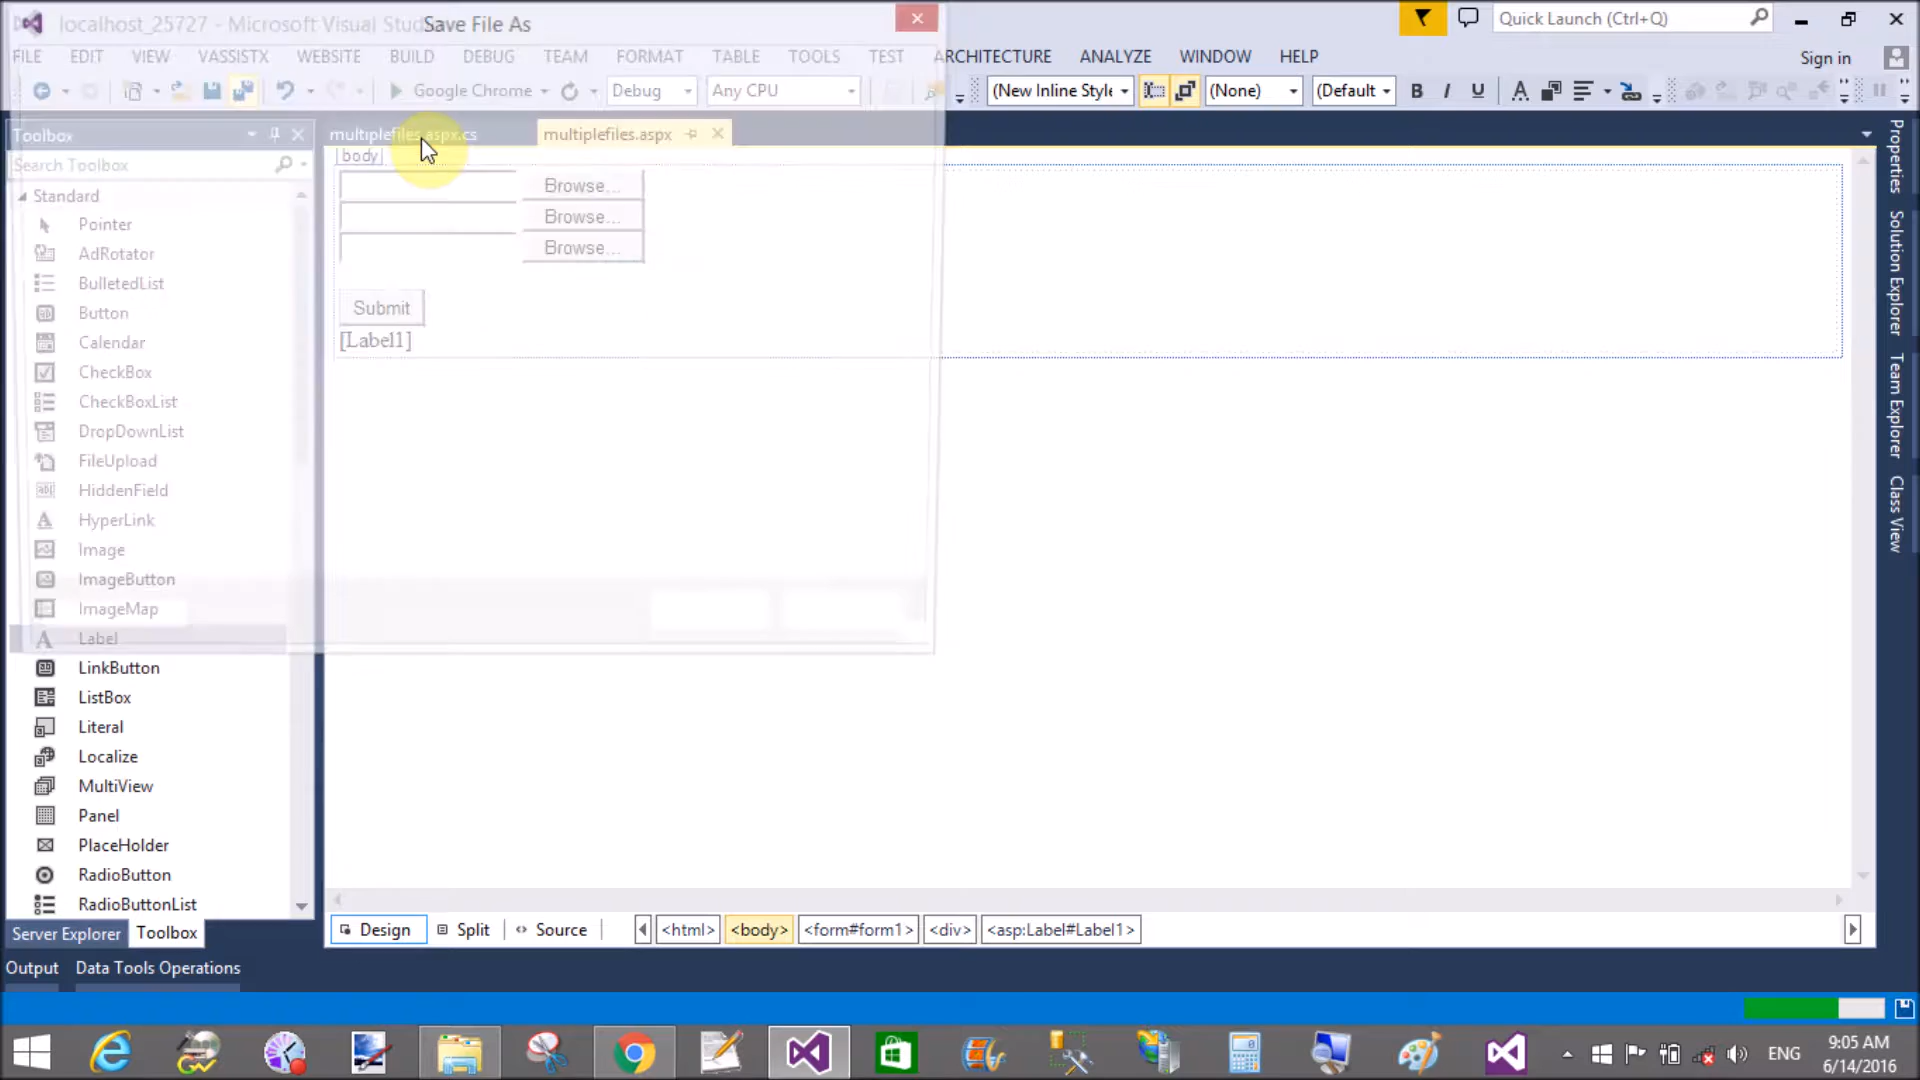 localhost_25727 - Microsoft Visual Stu
Save File As
Quick Launch (Ctrl+Q)
FILE EDIT VIEW VASSISTX WEBSITE BUILD DEBUG TEAM FORMAT TABLE TOOLS TEST ARCHITECTURE ANALYZE WINDOW HELP
Sign in
Google Chrome Debug Any CPU (New Inline Style (None) (Default B I U
Toolbox
multiplefiles.aspx.cs multiplefiles.aspx
body
Search Toolbox
Standard
Pointer
AdRotator
BulletedList
Button
Calendar
CheckBox
CheckBoxList
DropDownList
FileUpload
HiddenField
HyperLink
Image
ImageButton
ImageMap
Label
LinkButton
ListBox
Literal
Localize
MultiView
Panel
PlaceHolder
RadioButton
RadioButtonList
Browse...
Browse...
Browse...
Submit
[Label1]
Properties
Solution Explorer
Team Explorer
Class View
Server Explorer Toolbox
Design Split Source <html> <body> <form#form1> <div> <asp:Label#Label1>
Output Data Tools Operations
ENG
9:05 AM
6/14/2016